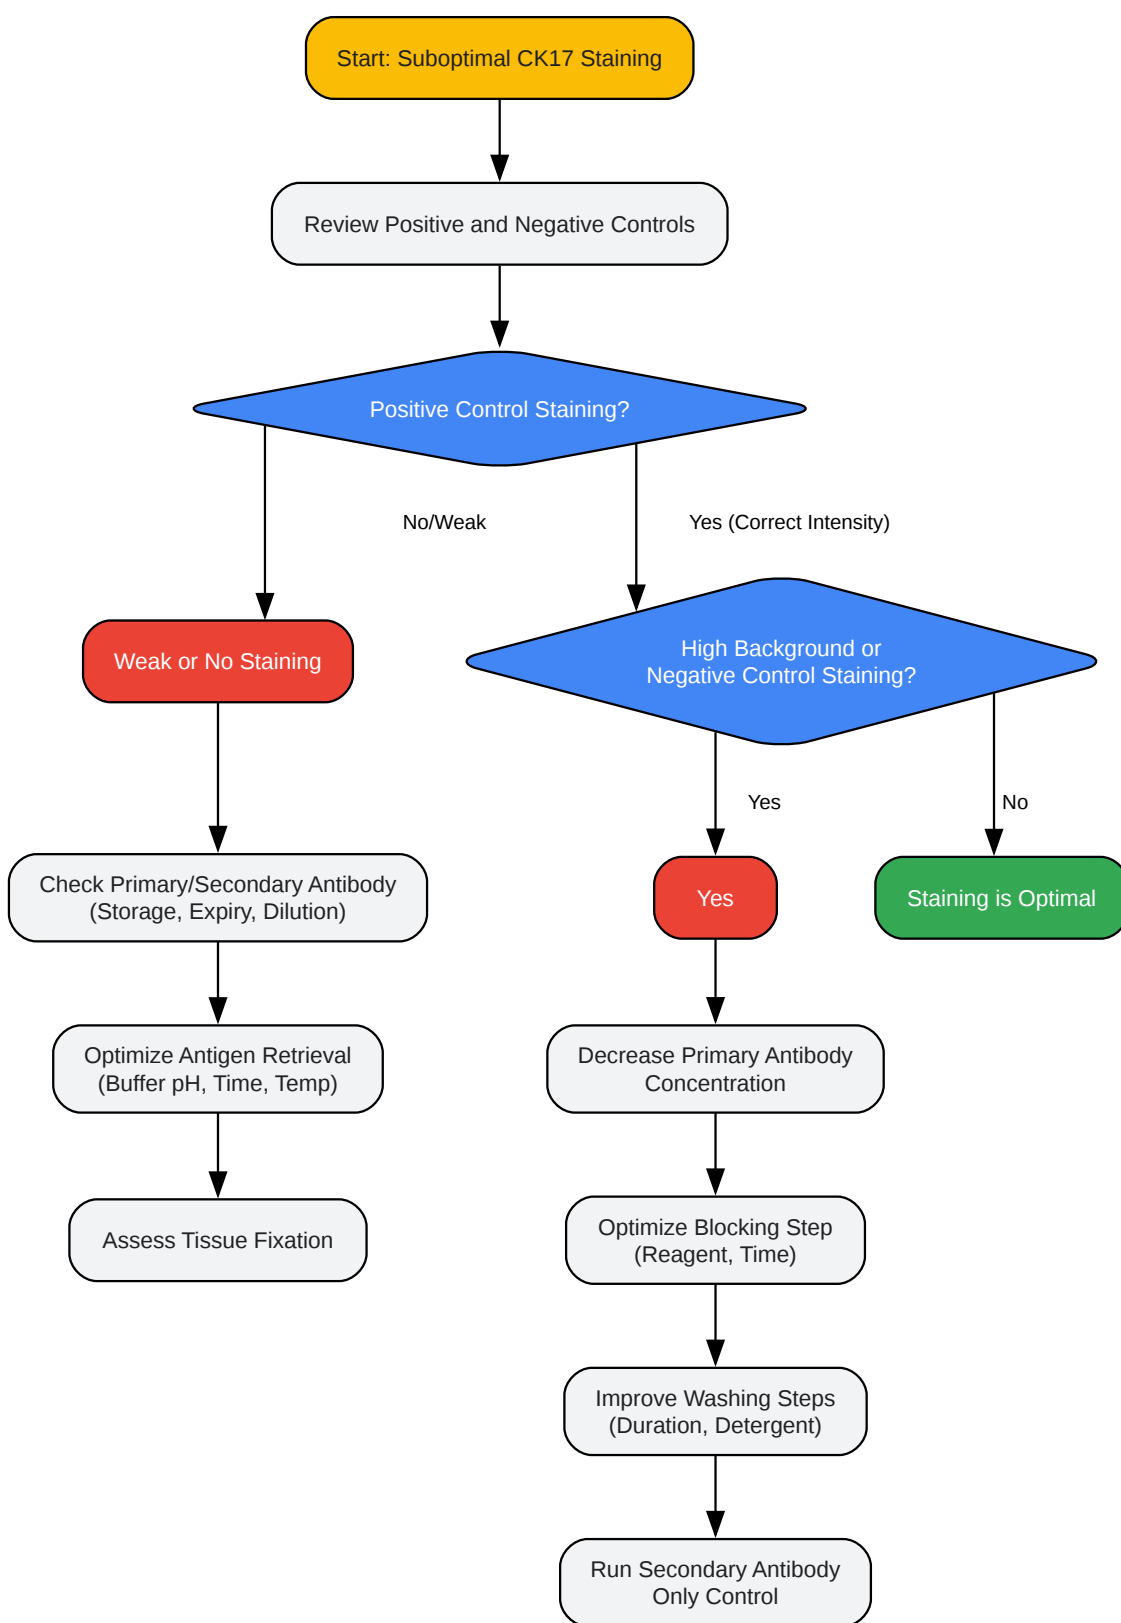 Start: Suboptimal CK17 Staining
Review Positive and Negative Controls
Positive Control Staining?
No/Weak
Yes (Correct Intensity)
Weak or No Staining
High Background or
Negative Control Staining?
Yes
No
Check Primary/Secondary Antibody
(Storage, Expiry, Dilution)
Yes
Staining is Optimal
Optimize Antigen Retrieval
(Buffer pH, Time, Temp)
Decrease Primary Antibody
Concentration
Assess Tissue Fixation
Optimize Blocking Step
(Reagent, Time)
Improve Washing Steps
(Duration, Detergent)
Run Secondary Antibody
Only Control